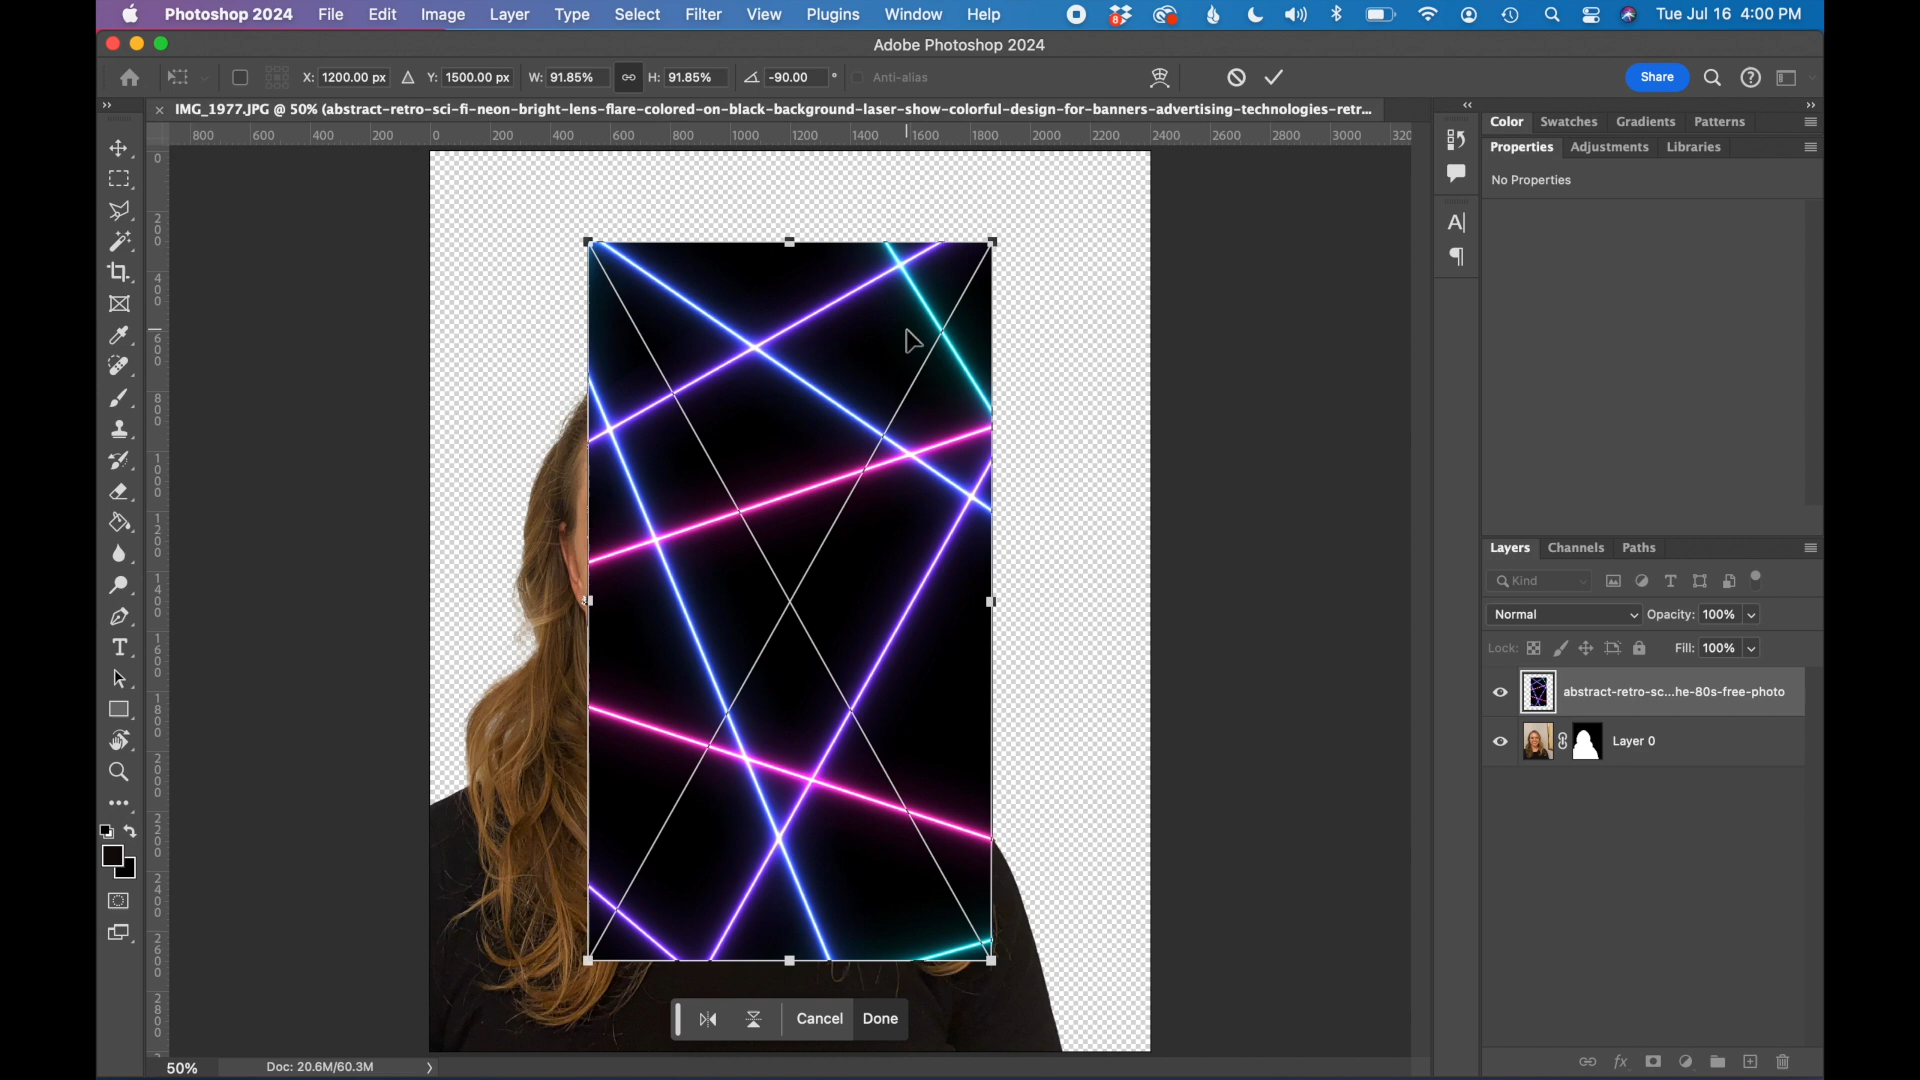 Photoshop 2024 File Edit Image Layer Type Select Filter View Plugins Window Help 8 Tue Jul 16 4:00 PM
Adobe Photoshop 2024
X: 1200.00 px Y: 1500.00 px W: 91.85% H: 91.85% -90.00 ° Anti-alias Share
IMG_1977.JPG @ 50% (abstract-retro-sci-fi-neon-bright-lens-flare-colored-on-black-background-laser-show-colorful-design-for-banners-advertising-technologies-retr...
800 600 400 200 0 200 400 600 800 1000 1200 1400 1600 1800 2000 2200 2400 2600 2800 3000 320
0
200
400
600
800
1000
1200
1400
1600
1800
2000
2200
2400
2600
2800
Color Swatches Gradients Patterns
Properties Adjustments Libraries
No Properties
Layers Channels Paths
Kind
Normal Opacity: 100%
Lock: Fill: 100%
abstract-retro-sc...he-80s-free-photo
Layer 0
fx
Cancel Done
50% Doc: 20.6M/60.3M